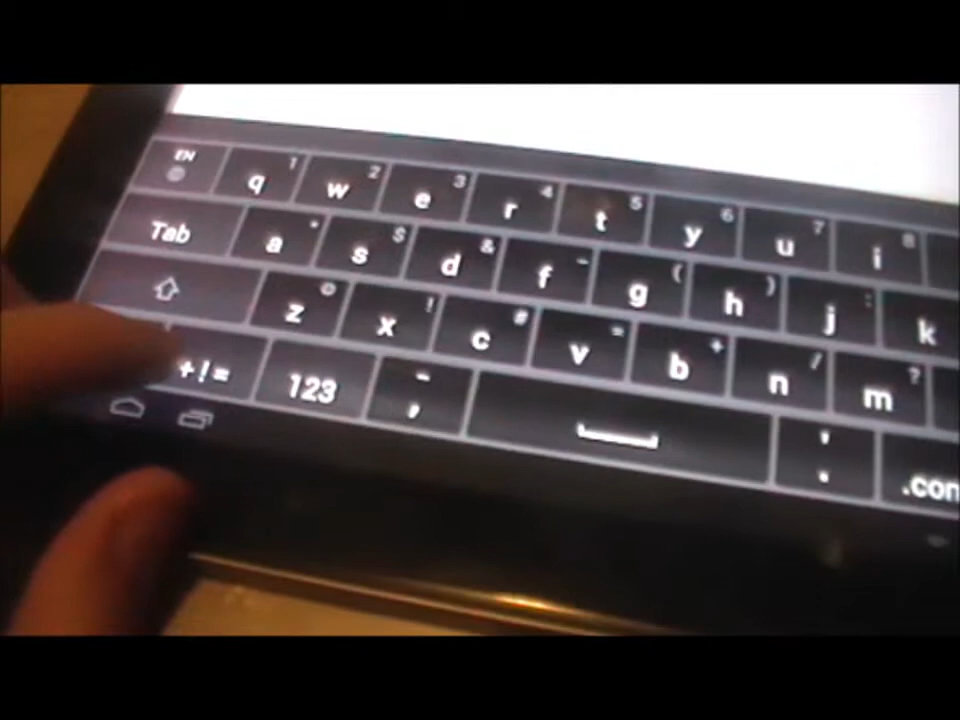 EN q 1 w 2 e 3 r 4 t 5 y 6 u 7 i 8
Tab a * s $ d & f - g ( h ) j : k
z x ! c # v = b + n / m ?
+!= 123 - , ' . .com